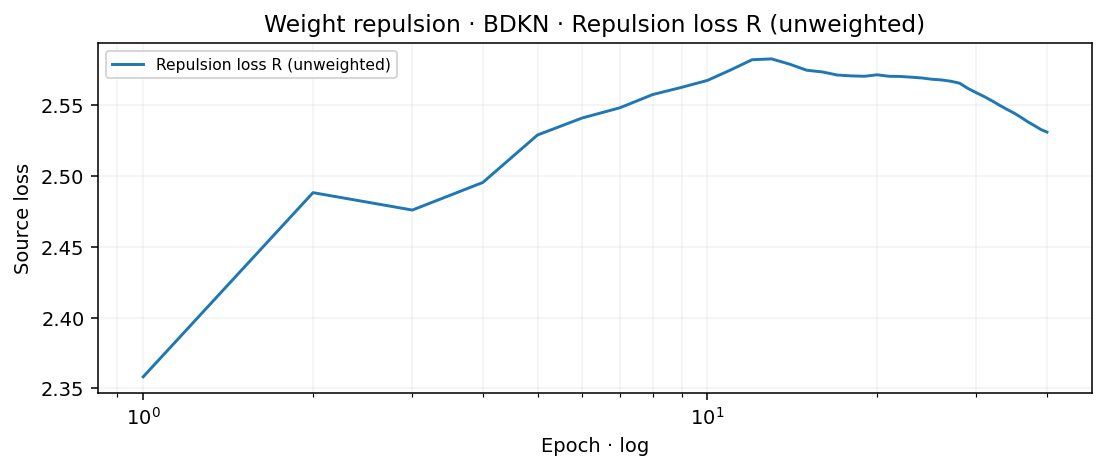 Weight repulsion · BDKN · Repulsion loss R (unweighted)
Repulsion loss R (unweighted)
Source loss
2.55
2.50
2.45
2.40
2.35
10⁰
10¹
Epoch · log